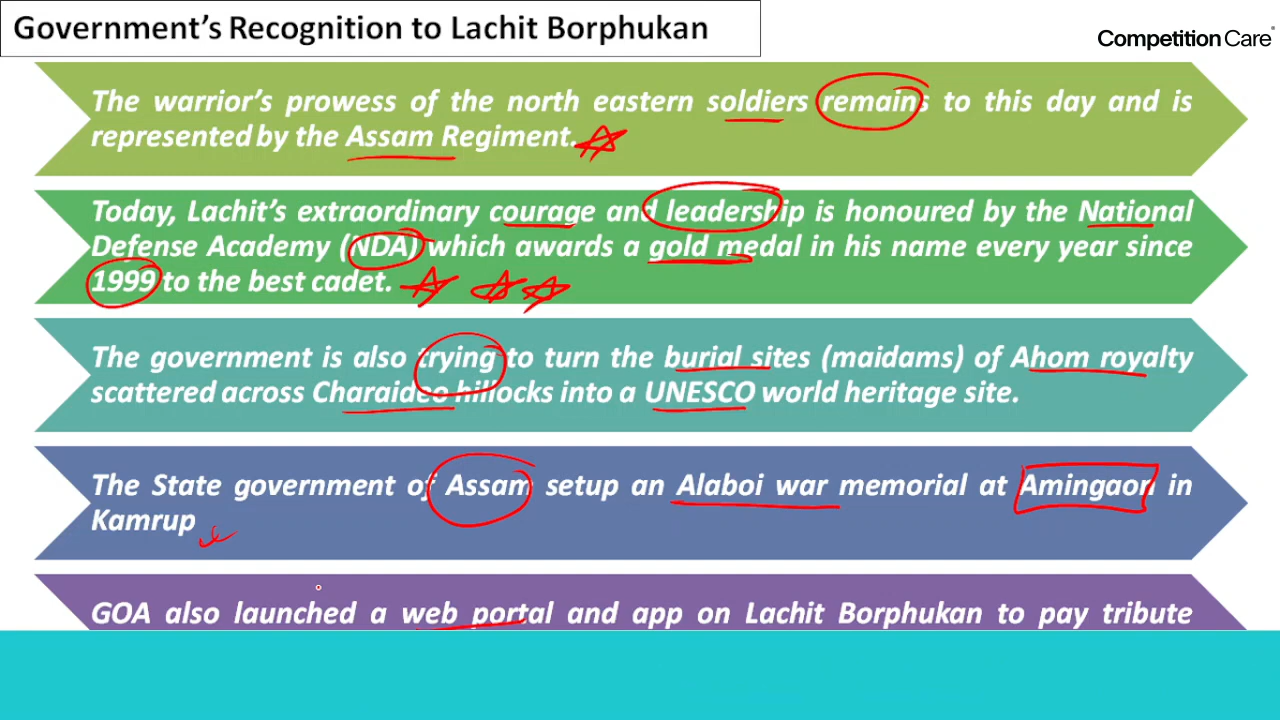 Government's Recognition to Lachit Borphukan
Competition Care
The warrior's prowess of the north eastern soldiers remains to this day and is
represented by the Assam Regiment.
Today, Lachit's extraordinary courage and leadership is honoured by the National
Defense Academy (NDA) which awards a gold medal in his name every year since
1999 to the best cadet.
The government is also trying to turn the burial sites (maidams) of Ahom royalty
scattered across Charaideo hillocks into a UNESCO world heritage site.
The State government of Assam setup an Alaboi war memorial at Amingaon in
Kamrup
GOA also launched a web portal and app on Lachit Borphukan to pay tribute